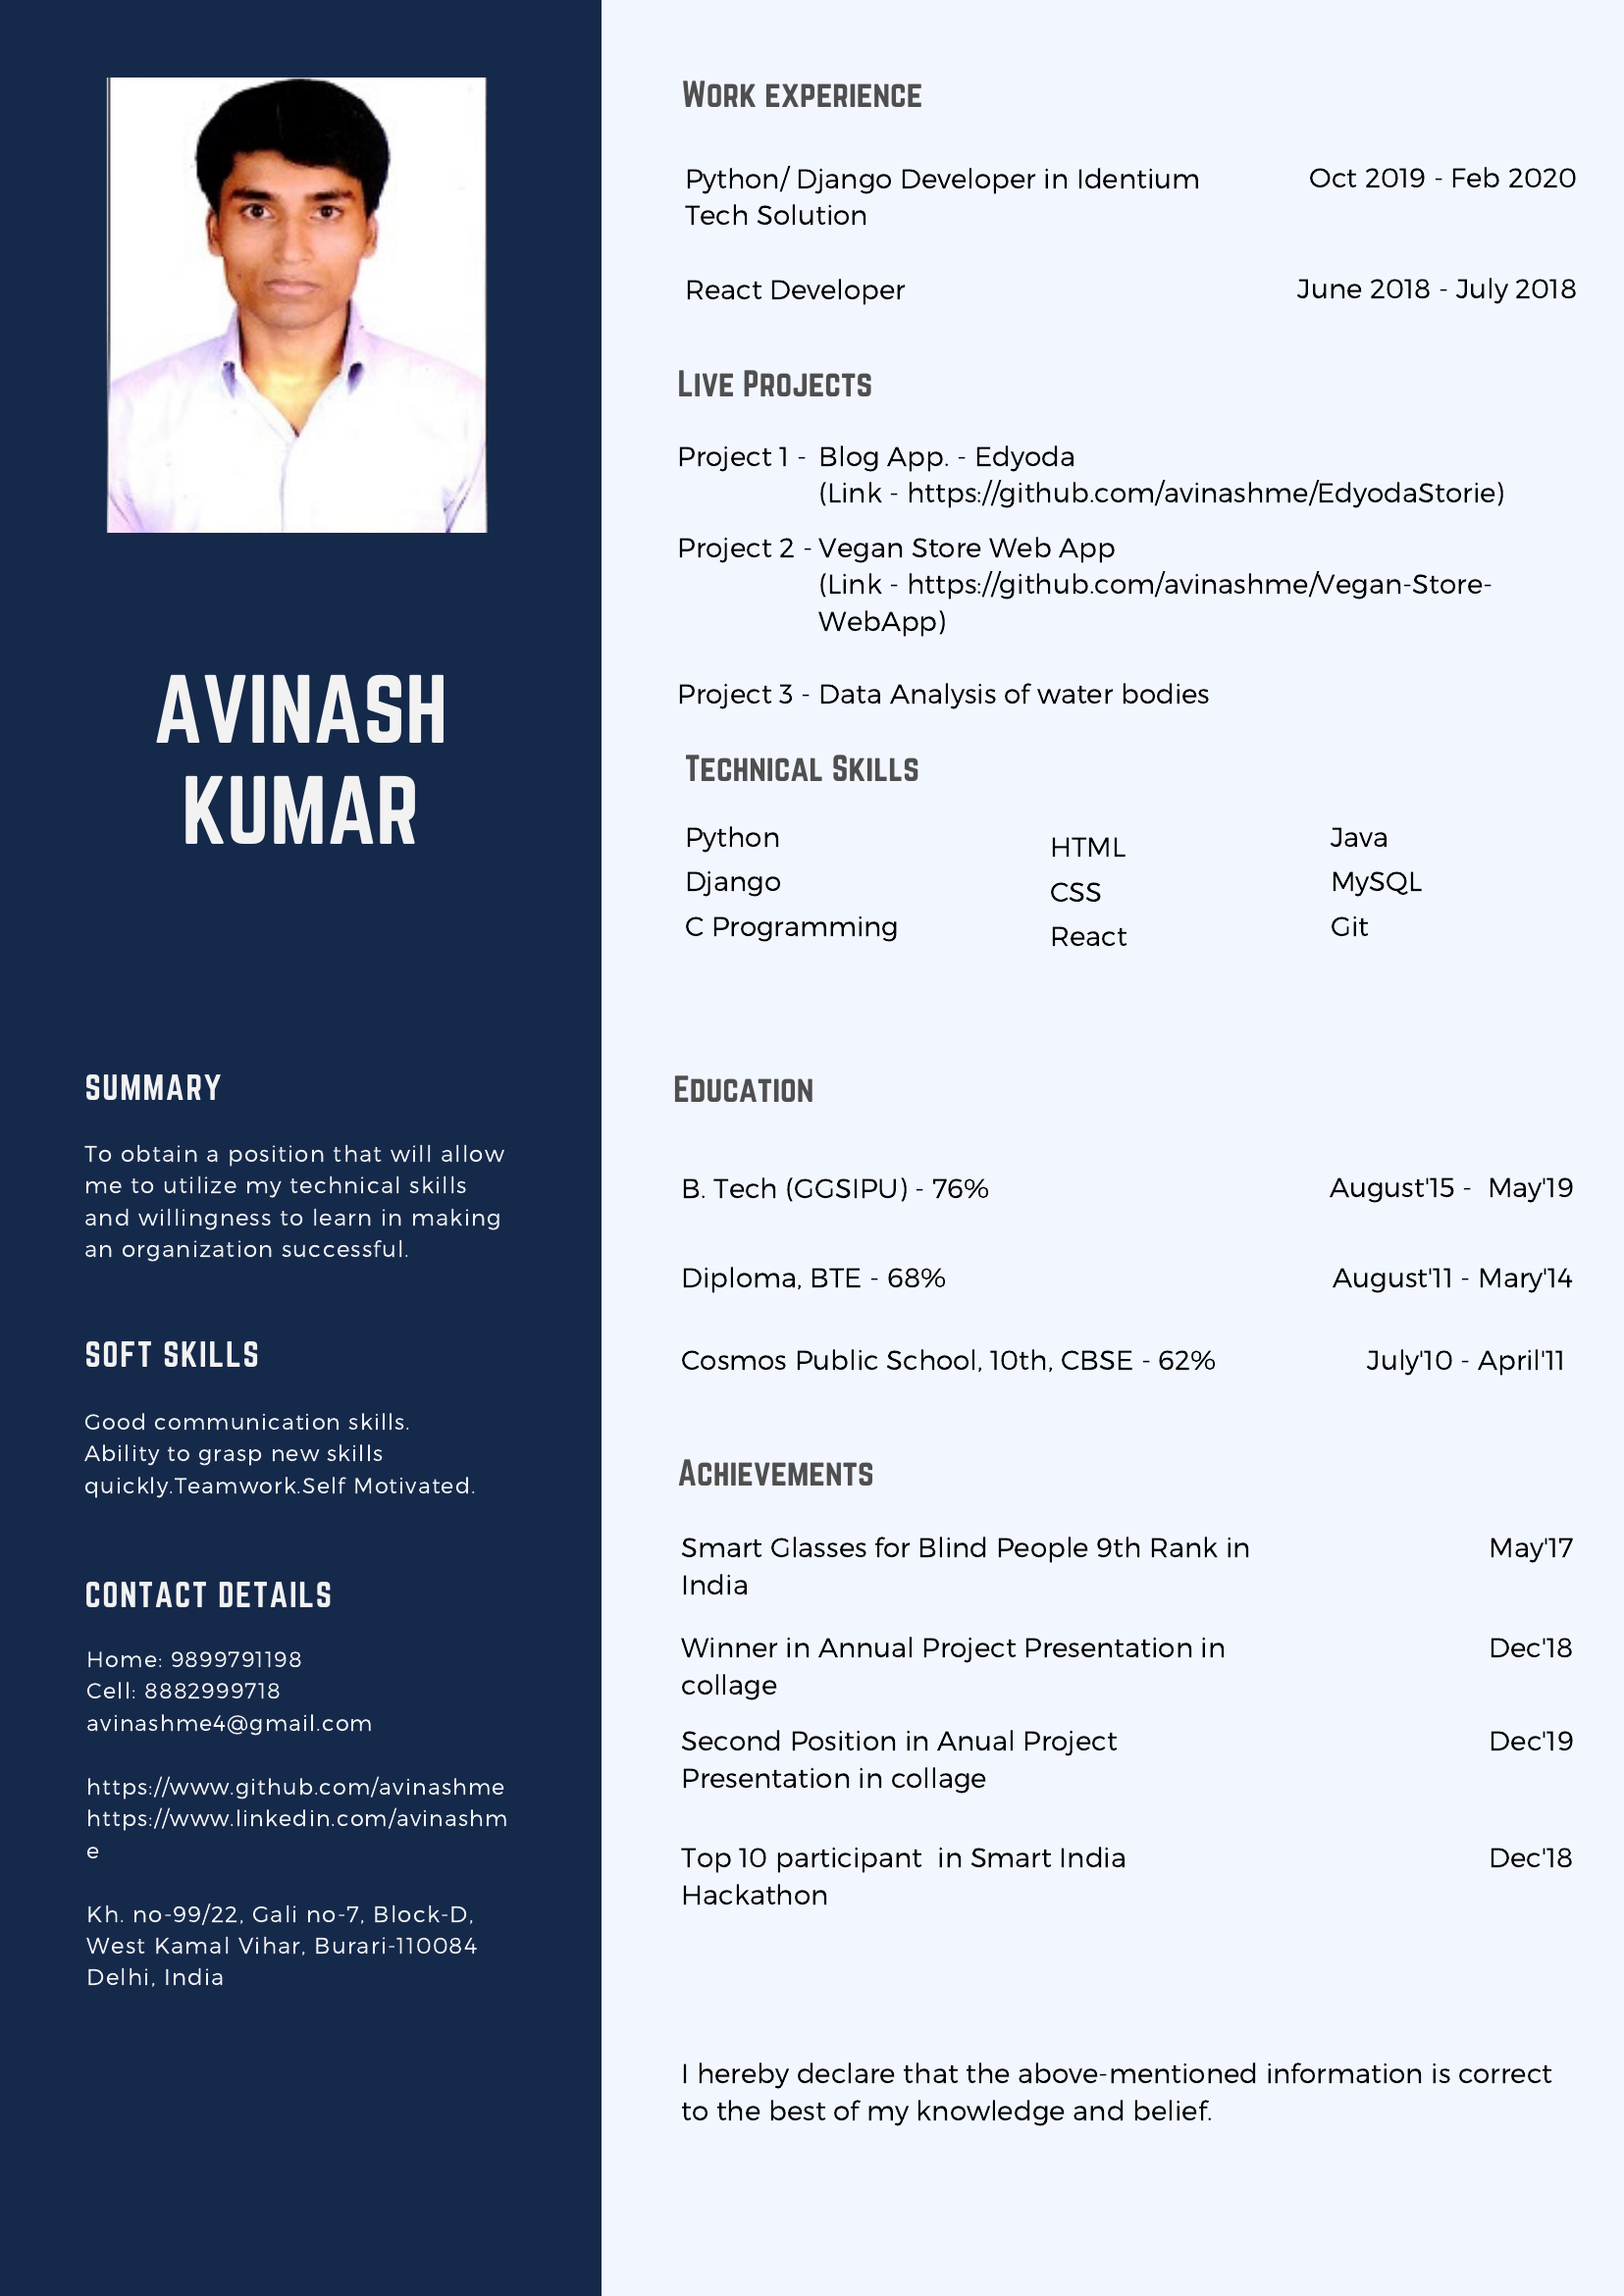 AVINASH
KUMAR
SUMMARY
To obtain a position that will allow
me to utilize my technical skills
and willingness to learn in making
an organization successful.
SOFT SKILLS
Good communication skills.
Ability to grasp new skills
quickly.Teamwork.Self Motivated.
CONTACT DETAILS
Home: 9899791198
Cell: 8882999718
avinashme4@gmail.com
https://www.github.com/avinashme
https://www.linkedin.com/avinashm
e
Kh. no-99/22, Gali no-7, Block-D,
West Kamal Vihar, Burari-110084
Delhi, India
WORK EXPERIENCE
Python/ Django Developer in Identium Oct 2019 - Feb 2020
Tech Solution
React Developer June 2018 - July 2018
LIVE PROJECTS
Project 1 - Blog App. - Edyoda
(Link - https://github.com/avinashme/EdyodaStorie)
Project 2 - Vegan Store Web App
(Link - https://github.com/avinashme/Vegan-Store-
WebApp)
Project 3 - Data Analysis of water bodies
TECHNICAL SKILLS
Python HTML Java
Django CSS MySQL
C Programming React Git
EDUCATION
B. Tech (GGSIPU) - 76% August'15 - May'19
Diploma, BTE - 68% August'11 - Mary'14
Cosmos Public School, 10th, CBSE - 62% July'10 - April'11
ACHIEVEMENTS
Smart Glasses for Blind People 9th Rank in May'17
India
Winner in Annual Project Presentation in Dec'18
collage
Second Position in Anual Project Dec'19
Presentation in collage
Top 10 participant in Smart India Dec'18
Hackathon
I hereby declare that the above-mentioned information is correct
to the best of my knowledge and belief.